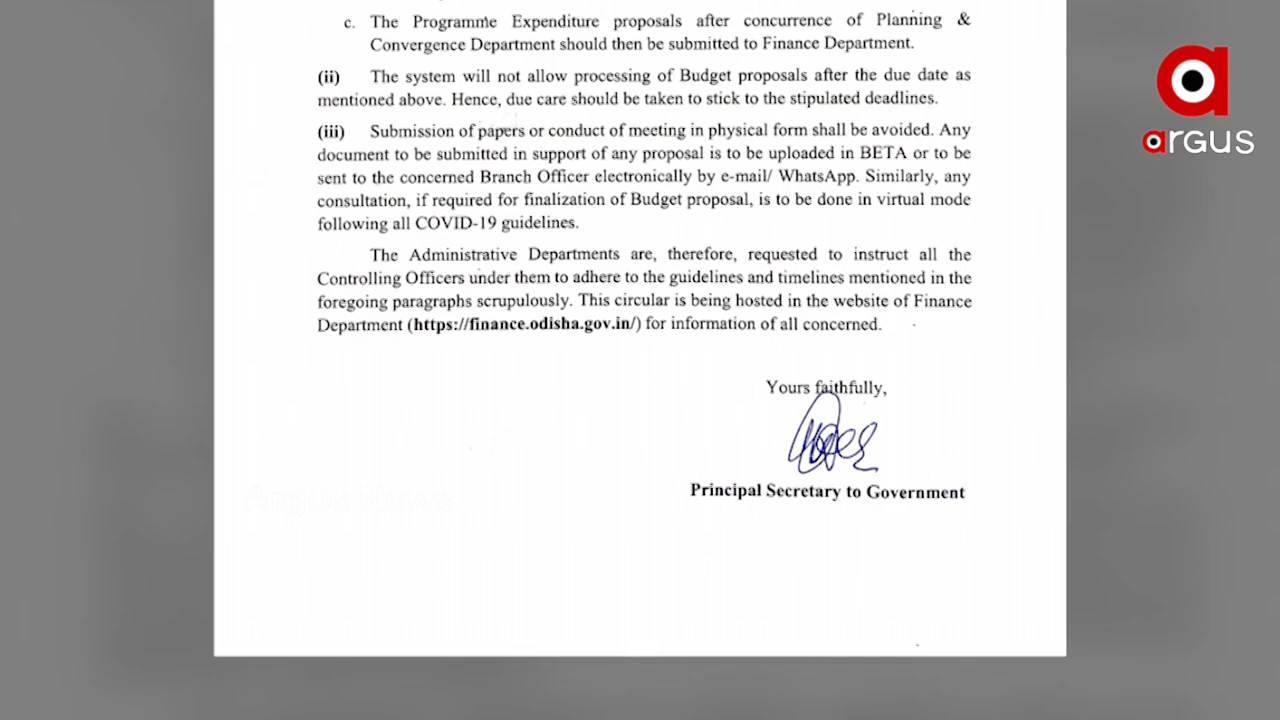 c. The Programme Expenditure proposals after concurrence of Planning &
Convergence Department should then be submitted to Finance Department.
(ii) The system will not allow processing of Budget proposals after the due date as
mentioned above. Hence, due care should be taken to stick to the stipulated deadlines.
(iii) Submission of papers or conduct of meeting in physical form shall be avoided. Any
document to be submitted in support of any proposal is to be uploaded in BETA or to be
sent to the concerned Branch Officer electronically by e-mail/ WhatsApp. Similarly, any
consultation, if required for finalization of Budget proposal, is to be done in virtual mode
following all COVID-19 guidelines.
The Administrative Departments are, therefore, requested to instruct all the
Controlling Officers under them to adhere to the guidelines and timelines mentioned in the
foregoing paragraphs scrupulously. This circular is being hosted in the website of Finance
Department (https://finance.odisha.gov.in/) for information of all concerned.
Yours faithfully,
Principal Secretary to Government
Argus News
a
argus